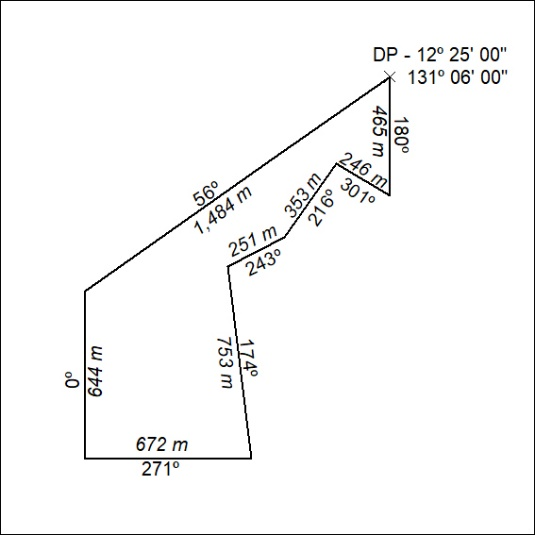 DP - 12º 25' 00"
131º 06' 00"
465 m
180º
246 m
301º
353 m
216º
56º
1,484 m
251 m
243º
753 m
174º
0º
644 m
672 m
271º